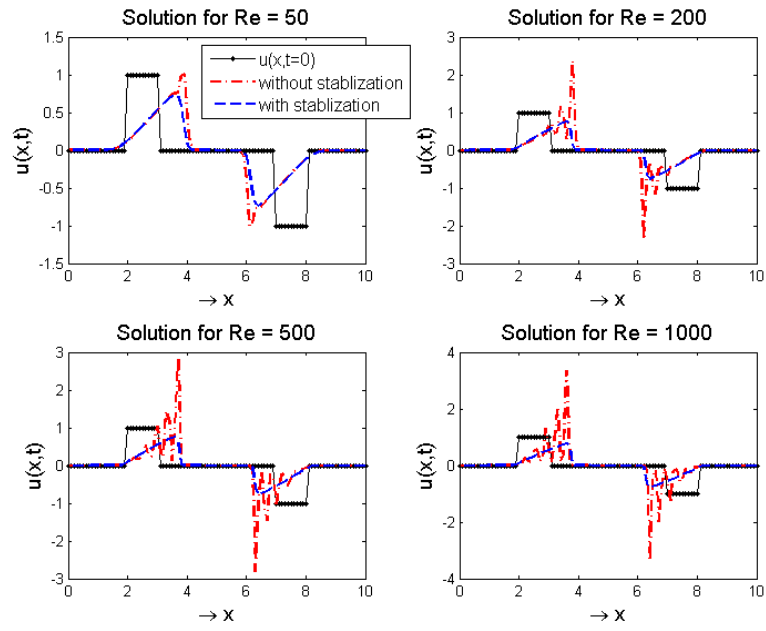 Solution for Re = 50
1.5
1
0.5
0
-0.5
-1
-1.5
u(x,t)
0 2 4 6 8 10
→ x
u(x,t=0)
without stablization
with stablization
Solution for Re = 200
3
2
1
0
-1
-2
-3
u(x,t)
0 2 4 6 8 10
→ x
Solution for Re = 500
3
2
1
0
-1
-2
-3
u(x,t)
0 2 4 6 8 10
→ x
Solution for Re = 1000
4
2
0
-2
-4
u(x,t)
0 2 4 6 8 10
→ x